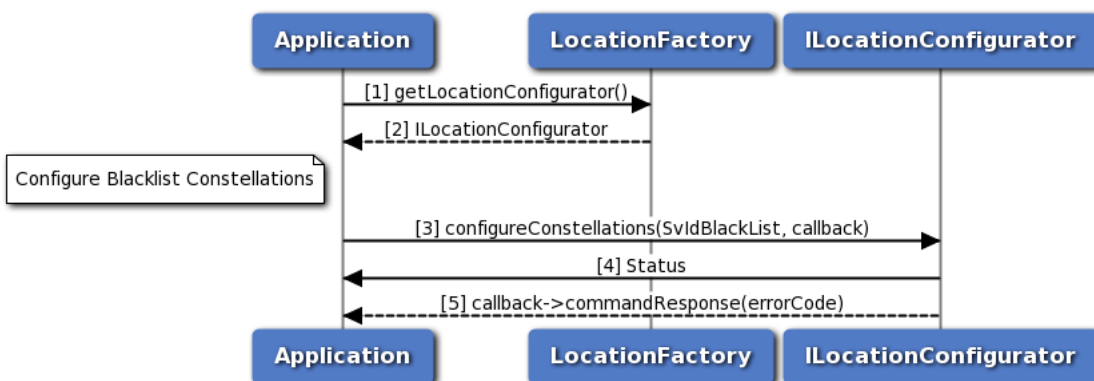 Application
LocationFactory
ILocationConfigurator
[1] getLocationConfigurator()
[2] ILocationConfigurator
Configure Blacklist Constellations
[3] configureConstellations(SvIdBlackList, callback)
[4] Status
[5] callback->commandResponse(errorCode)
Application
LocationFactory
ILocationConfigurator